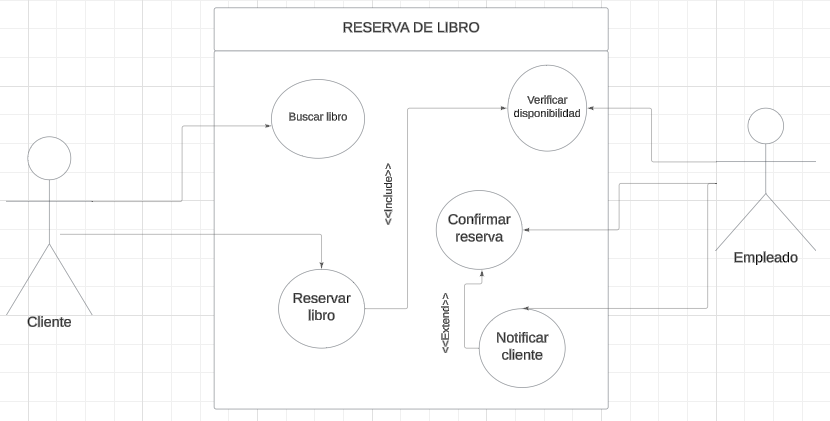 RESERVA DE LIBRO
Buscar libro
Verificar
disponibilidad
<<Include>>
Confirmar
reserva
Empleado
Reservar
libro
Cliente
<<Extend>>
Notificar
cliente